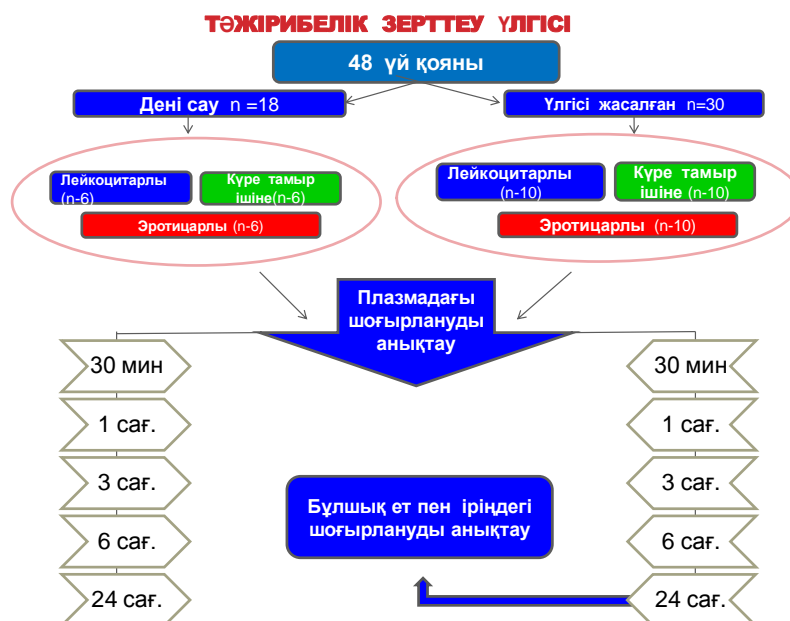 ТӘЖІРИБЕЛІК ЗЕРТТЕУ ҮЛГІСІ
48 үй қояны
Дені сау n =18
Үлгісі жасалған n=30
Лейкоцитарлы
(n-6)
Күре тамыр
ішіне(n-6)
Эротицарлы (n-6)
Лейкоцитарлы
(n-10)
Күре тамыр
ішіне (n-10)
Эротицарлы (n-10)
Плазмадағы
шоғырлануды
анықтау
30 мин
1 сағ.
3 сағ.
6 сағ.
24 сағ.
30 мин
1 сағ.
3 сағ.
6 сағ.
24 сағ.
Бұлшық ет пен іріңдегі
шоғырлануды анықтау